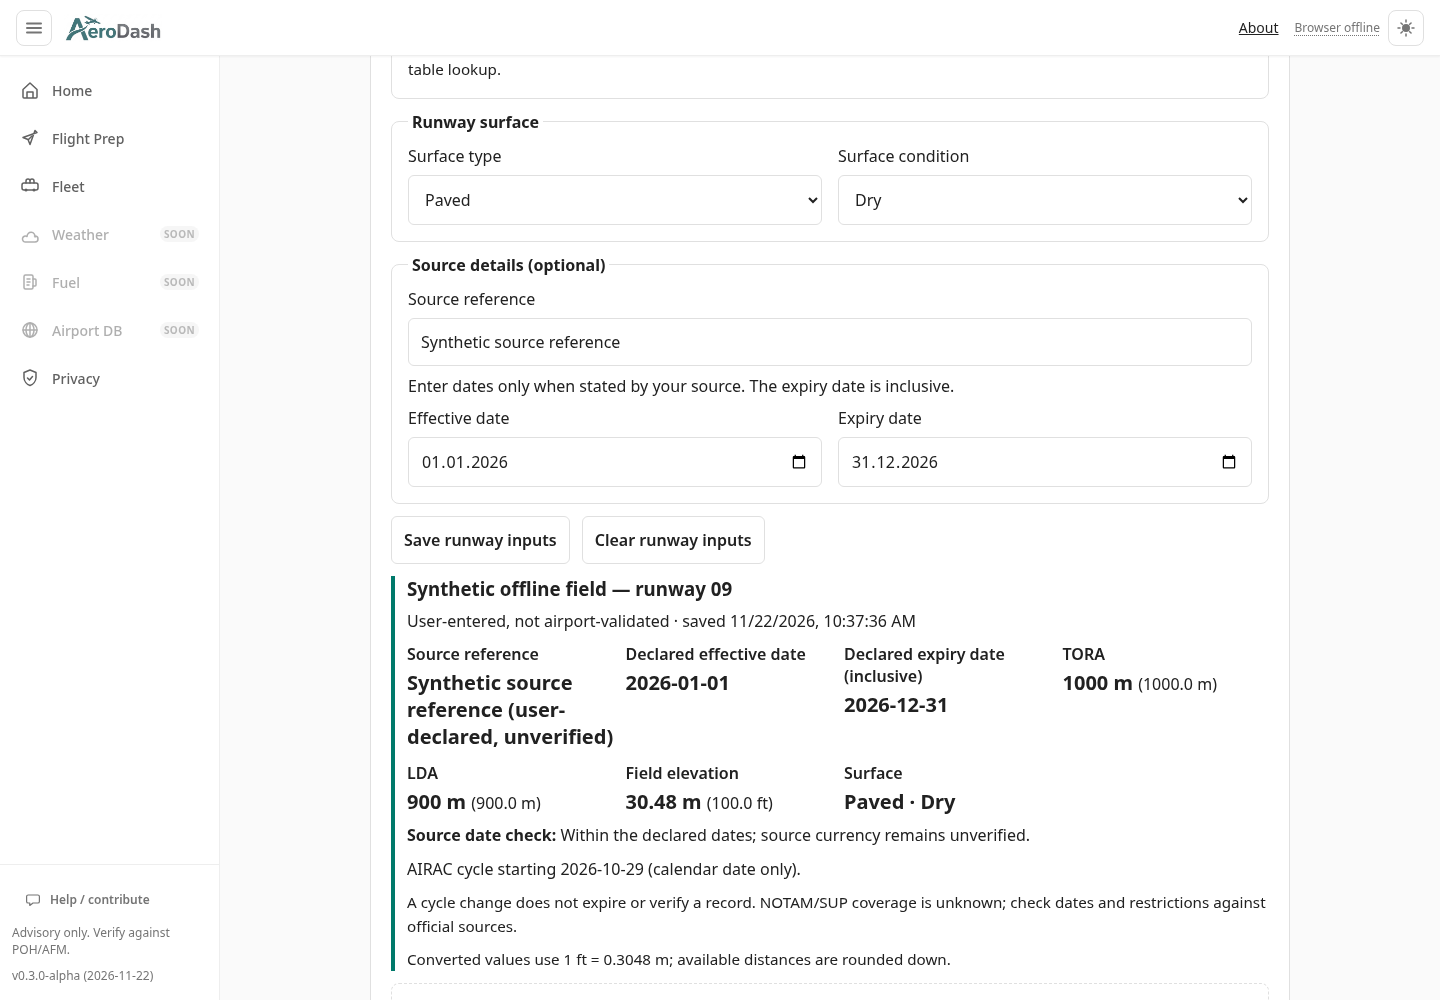 AeroDash
About
Browser offline
Home
Flight Prep
Fleet
Weather SOON
Fuel SOON
Airport DB SOON
Privacy
Help / contribute
Advisory only. Verify against
POH/AFM.
v0.3.0-alpha (2026-11-22)
table lookup.
Runway surface
Surface type
Surface condition
Paved
Dry
Source details (optional)
Source reference
Synthetic source reference
Enter dates only when stated by your source. The expiry date is inclusive.
Effective date
Expiry date
01.01.2026
31.12.2026
Save runway inputs
Clear runway inputs
Synthetic offline field — runway 09
User-entered, not airport-validated · saved 11/22/2026, 10:37:36 AM
Source reference
Synthetic source
reference (user-
declared, unverified)
Declared effective date
2026-01-01
Declared expiry date
(inclusive)
2026-12-31
TORA
1000 m (1000.0 m)
LDA
900 m (900.0 m)
Field elevation
30.48 m (100.0 ft)
Surface
Paved · Dry
Source date check: Within the declared dates; source currency remains unverified.
AIRAC cycle starting 2026-10-29 (calendar date only).
A cycle change does not expire or verify a record. NOTAM/SUP coverage is unknown; check dates and restrictions against
official sources.
Converted values use 1 ft = 0.3048 m; available distances are rounded down.